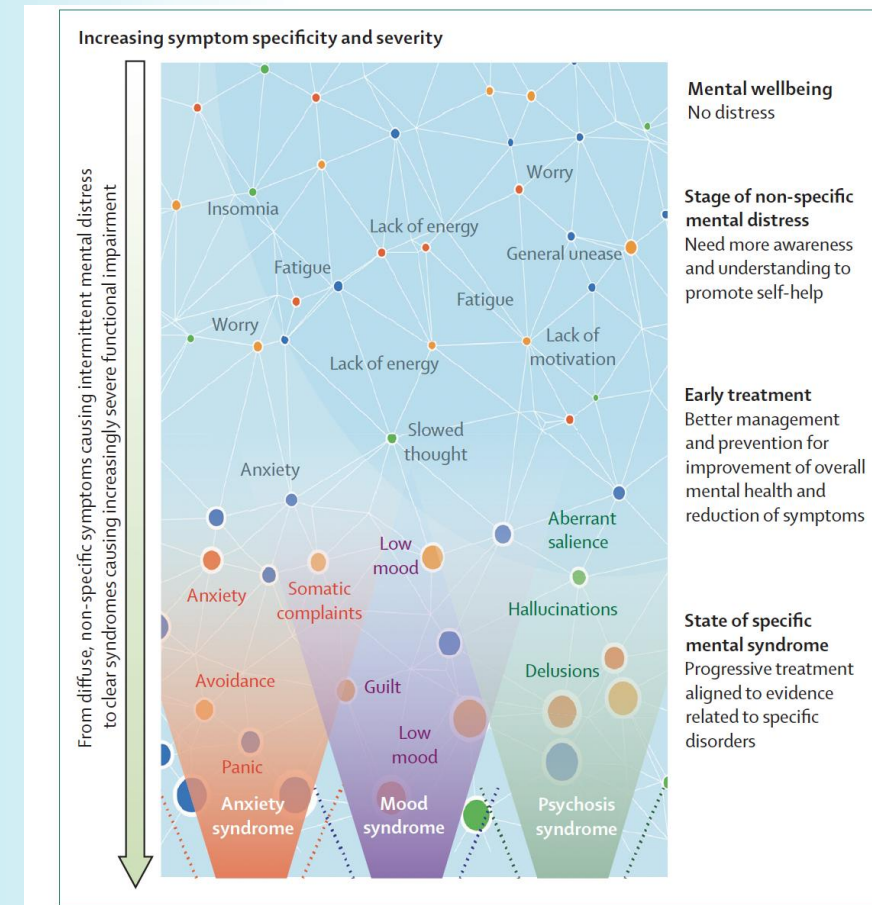 Increasing symptom specificity and severity
From diffuse, non-specific symptoms causing intermittent mental distress
to clear syndromes causing increasingly severe functional impairment
Mental wellbeing
No distress
Worry
Insomnia
Lack of energy
General unease
Stage of non-specific
mental distress
Need more awareness
and understanding to
promote self-help
Fatigue
Fatigue
Worry
Lack of energy
Lack of
motivation
Slowed
thought
Anxiety
Early treatment
Better management
and prevention for
improvement of overall
mental health and
reduction of symptoms
Aberrant
salience
Low
mood
Anxiety
Somatic
complaints
Hallucinations
Avoidance
Guilt
Delusions
Low
mood
Panic
State of specific
mental syndrome
Progressive treatment
aligned to evidence
related to specific
disorders
Anxiety
syndrome
Mood
syndrome
Psychosis
syndrome